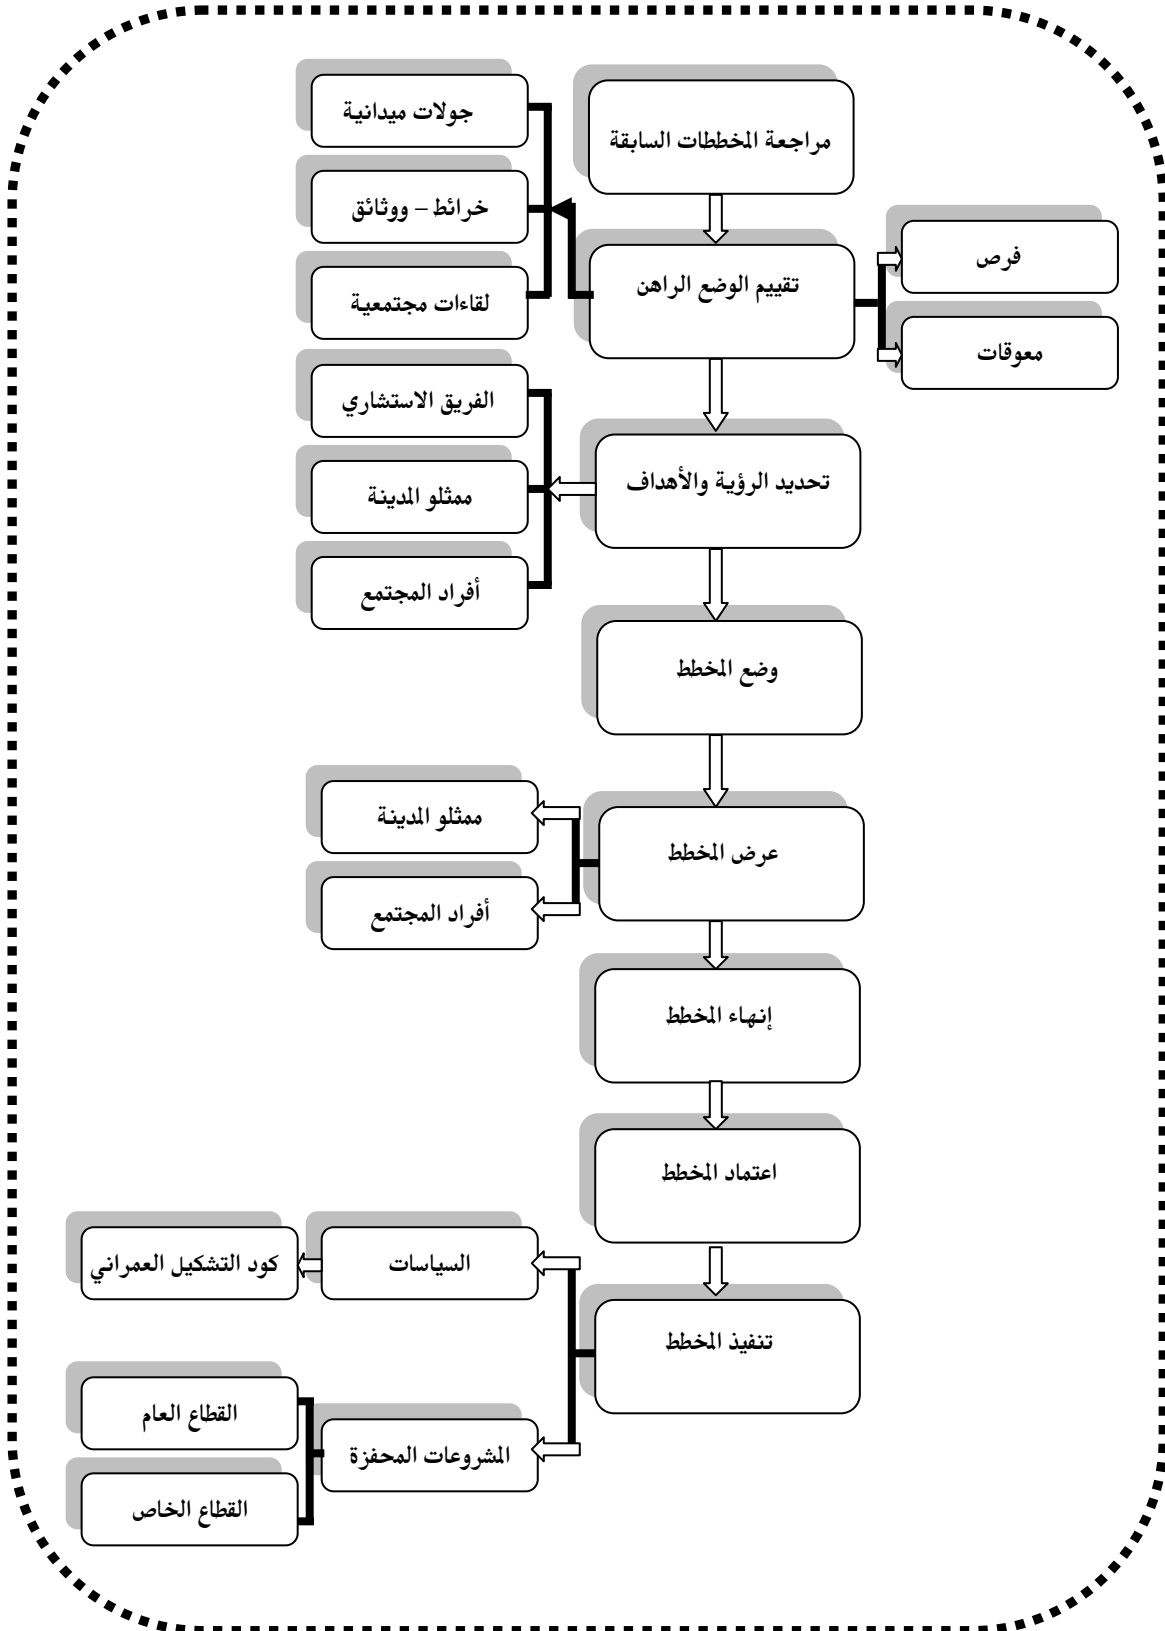 مراجعة المخططات السابقة
جولات ميدانية
خرائط – ووثائق
لقاءات مجتمعية
تقييم الوضع الراهن
فرص
معوقات
تحديد الرؤية والأهداف
الفريق الاستشاري
ممثلو المدينة
أفراد المجتمع
وضع المخطط
عرض المخطط
ممثلو المدينة
أفراد المجتمع
إنهاء المخطط
اعتماد المخطط
تنفيذ المخطط
السياسات
كود التشكيل العمراني
المشروعات المحفزة
القطاع العام
القطاع الخاص